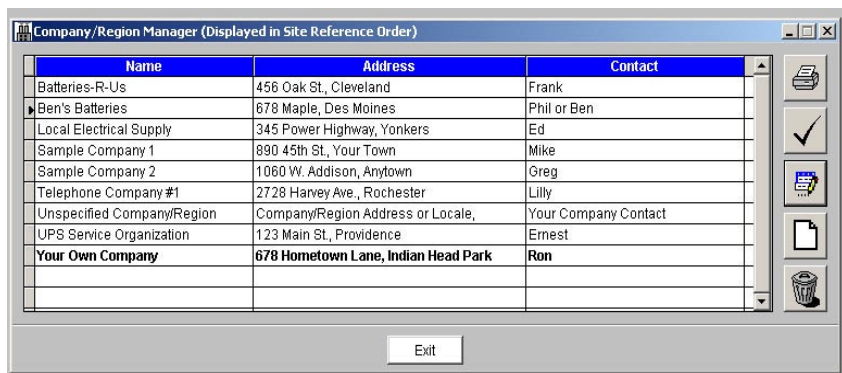 Company/Region Manager (Displayed in Site Reference Order)
Name Address Contact
Batteries-R-Us 456 Oak St., Cleveland Frank
Ben's Batteries 678 Maple, Des Moines Phil or Ben
Local Electrical Supply 345 Power Highway, Yonkers Ed
Sample Company 1 890 45th St., Your Town Mike
Sample Company 2 1060 W. Addison, Anytown Greg
Telephone Company #1 2728 Harvey Ave., Rochester Lilly
Unspecified Company/Region Company/Region Address or Locale, Your Company Contact
UPS Service Organization 123 Main St., Providence Ernest
Your Own Company 678 Hometown Lane, Indian Head Park Ron
Exit